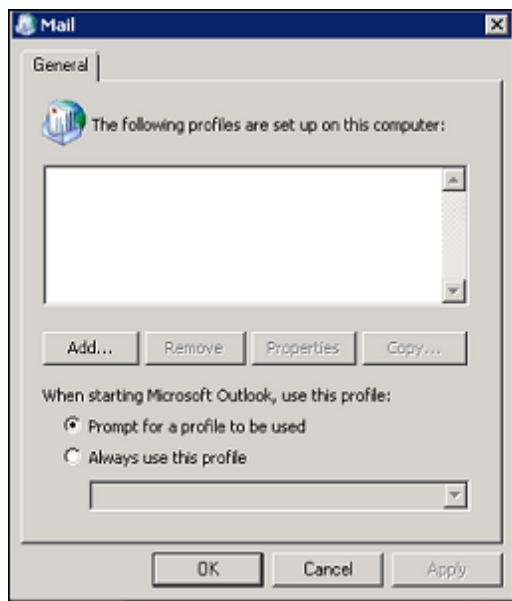 Mail
General
The following profiles are set up on this computer:
Add... Remove Properties Copy...
When starting Microsoft Outlook, use this profile:
Prompt for a profile to be used
Always use this profile
OK Cancel Apply